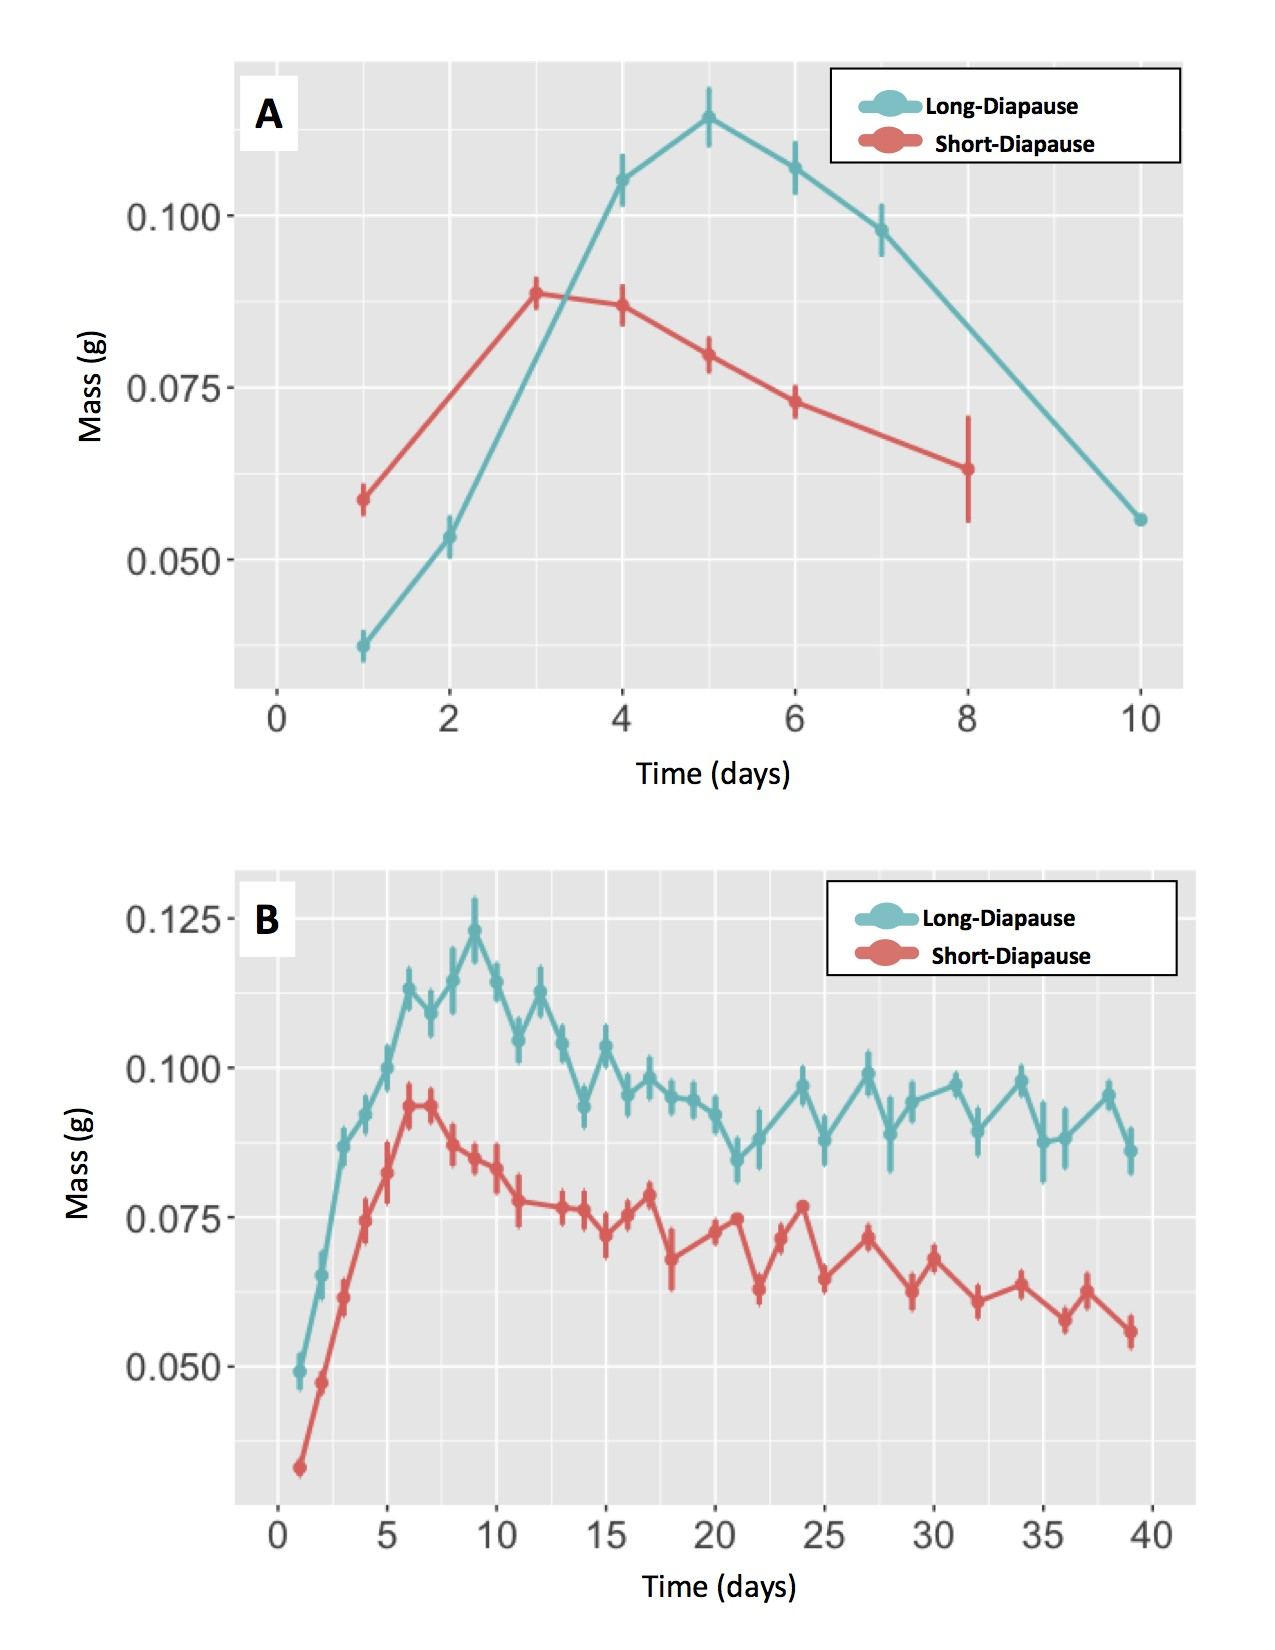 A
Long-Diapause
Short-Diapause
0.100
0.075
0.050
Mass (g)
0 2 4 6 8 10
Time (days)
B
Long-Diapause
Short-Diapause
0.125
0.100
0.075
0.050
Mass (g)
0 5 10 15 20 25 30 35 40
Time (days)